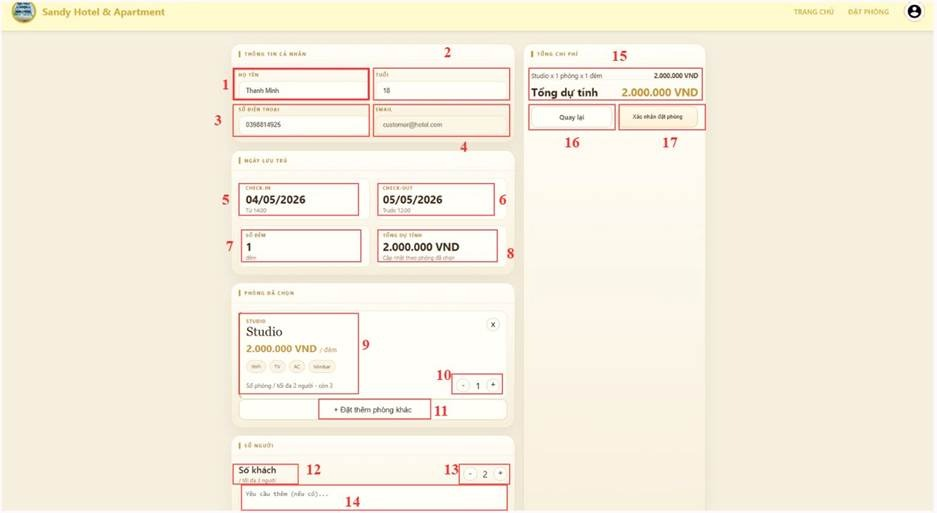 Sandy Hotel & Apartment
TRANG CHỦ
ĐẶT PHÒNG
THÔNG TIN CÁ NHÂN
2
1
HỌ TÊN
Thanh Minh
TUỔI
18
3
SỐ ĐIỆN THOẠI
0398814925
EMAIL
customer@hotel.com
4
NGÀY LƯU TRÚ
5
CHECK-IN
04/05/2026
Từ 14:00
CHECK-OUT
05/05/2026
Trước 12:00
6
7
SỐ ĐÊM
1
đêm
TỔNG DỰ TÍNH
2.000.000 VND
Cập nhật theo phòng đã chọn
8
PHÒNG ĐÃ CHỌN
STUDIO
Studio
2.000.000 VND / đêm
Wifi
TV
AC
Minibar
Số phòng / tối đa 2 người - còn 3
9
X
10
- 1 +
+ Đặt thêm phòng khác
11
SỐ NGƯỜI
Số khách
/ tối đa 2 người
12
13
- 2 +
Yêu cầu thêm (nếu có)...
14
TỔNG CHI PHÍ
15
Studio x 1 phòng x 1 đêm
2.000.000 VND
Tổng dự tính
2.000.000 VND
Quay lại
Xác nhận đặt phòng
16
17